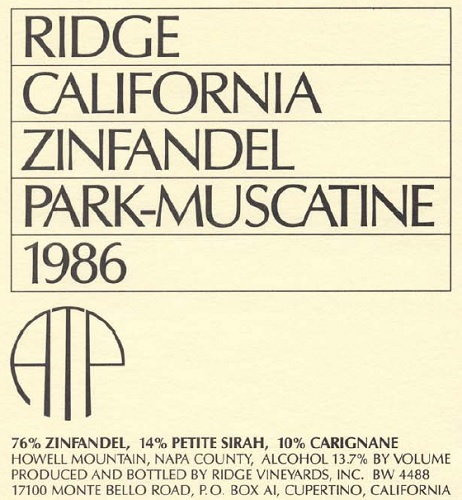 RIDGE
CALIFORNIA
ZINFANDEL
PARK-MUSCATINE
1986
ATP
76% ZINFANDEL, 14% PETITE SIRAH, 10% CARIGNANE
HOWELL MOUNTAIN, NAPA COUNTY, ALCOHOL 13.7% BY VOLUME
PRODUCED AND BOTTLED BY RIDGE VINEYARDS, INC. BW 4488
17100 MONTE BELLO ROAD, P.O. BOX AI, CUPERTINO, CALIFORNIA